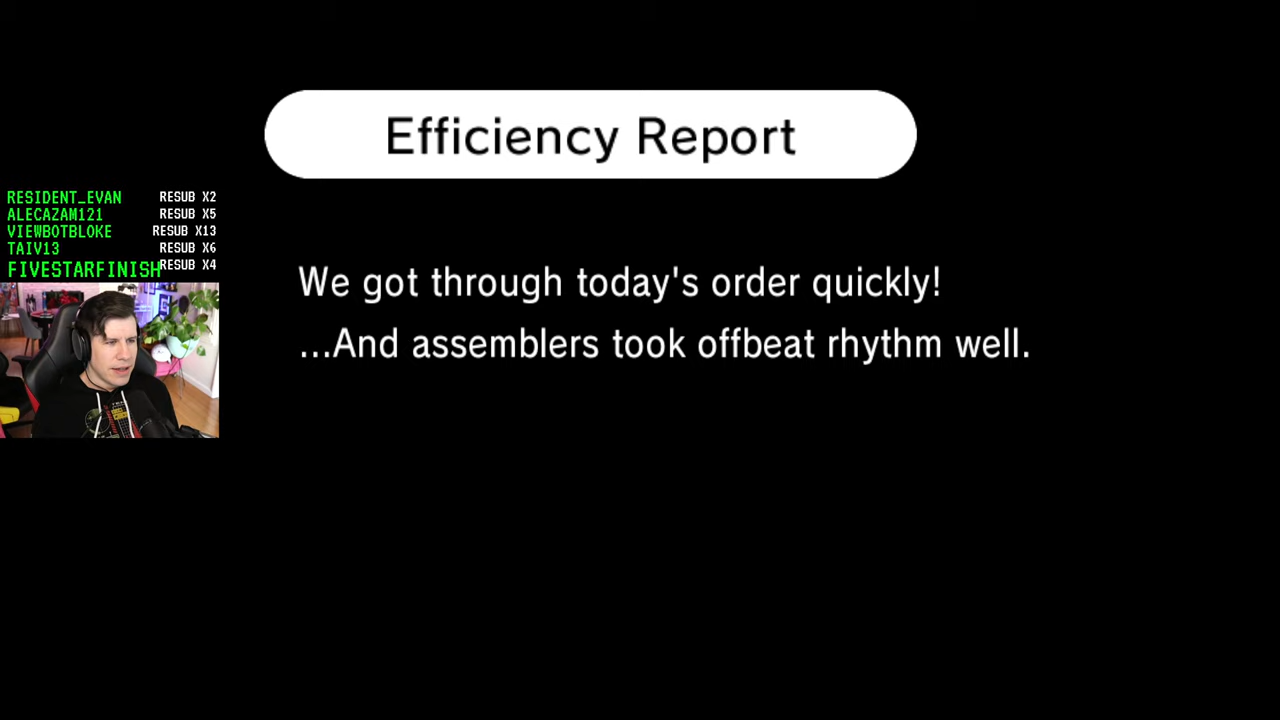 Efficiency Report
RESIDENT_EVAN RESUB X2
ALECAZAM121 RESUB X5
VIEWBOTBLOKE RESUB X13
TAIV13 RESUB X6
FIVESTARFINISH RESUB X4
We got through today's order quickly!
...And assemblers took offbeat rhythm well.